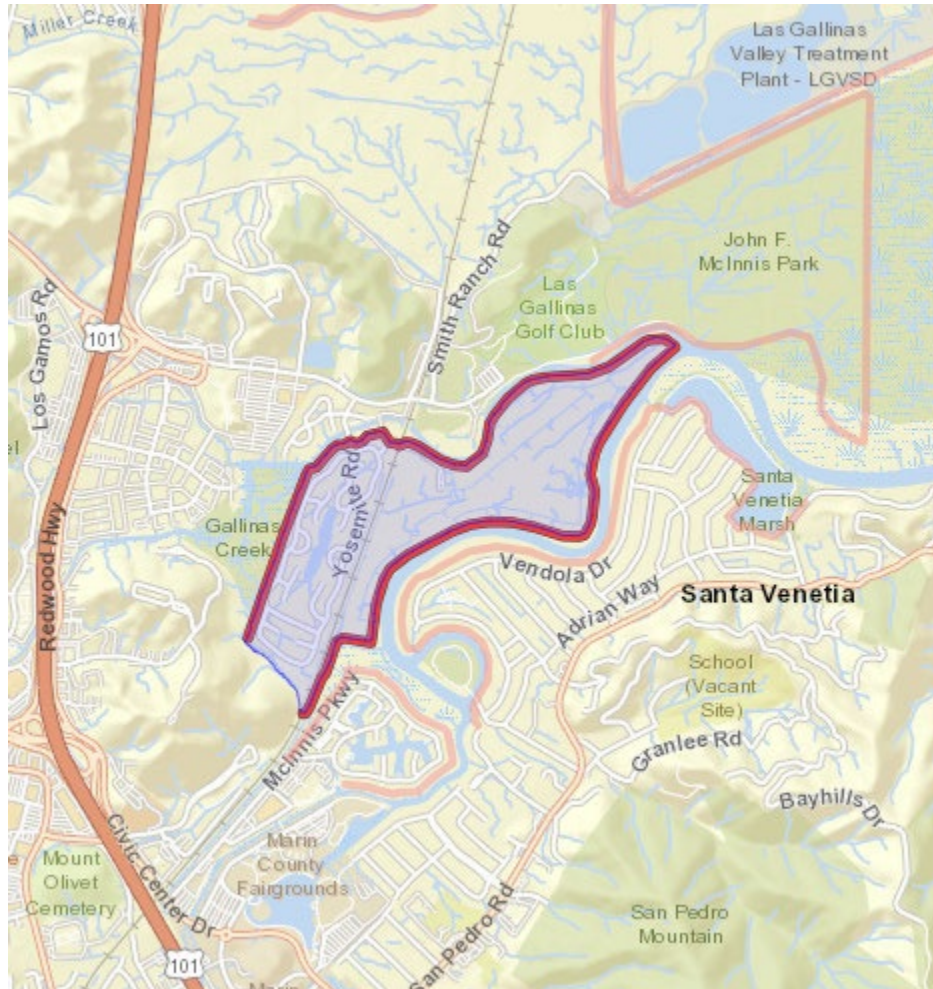 Miller Creek
Las Gallinas
Valley Treatment
Plant - LGVSD
Los Gamos Rd
101
Smith Ranch Rd
John F.
McInnis Park
Las
Gallinas
Golf Club
el
Redwood Hwy
Gallinas
Creek
Yosemite Rd
Santa
Venetia
Marsh
Vendola Dr
Adrian Way
Santa Venetia
School
(Vacant
Site)
McInnis Pkwy
Granlee Rd
Bayhills Dr
Civic Center Dr
Marin
County
Fairgrounds
e
Mount
Olivet
Cemetery
San Pedro Rd
San Pedro
Mountain
101
Marin